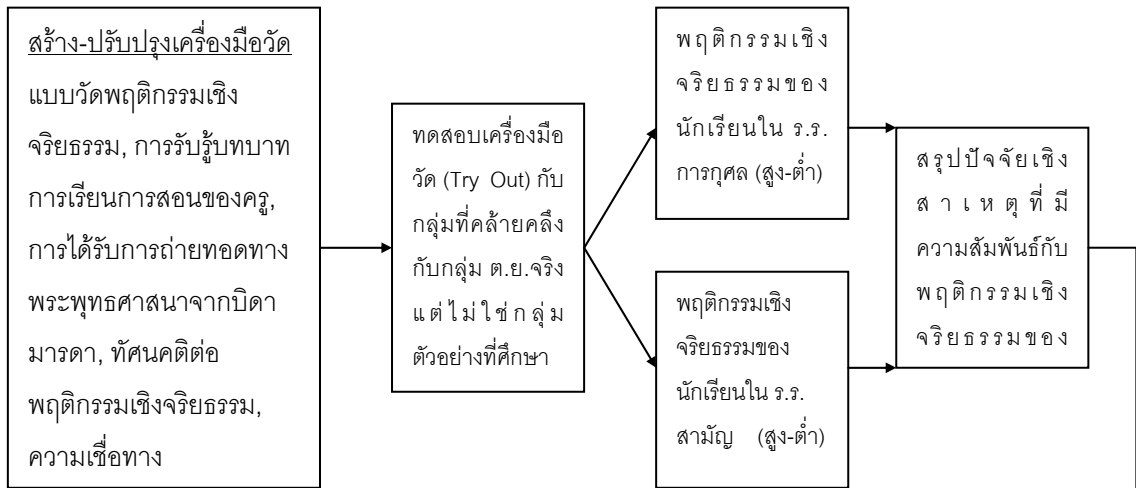 สร้าง-ปรับปรุงเครื่องมือวัด
แบบวัดพฤติกรรมเชิง
จริยธรรม, การรับรู้บทบาท
การเรียนการสอนของครู,
การได้รับการถ่ายทอดทาง
พระพุทธศาสนาจากบิดา
มารดา, ทัศนคติต่อ
พฤติกรรมเชิงจริยธรรม,
ความเชื่อทาง
ทดสอบเครื่องมือ
วัด (Try Out) กับ
กลุ่มที่คล้ายคลึง
กับกลุ่ม ต.ย.จริง
แต่ไม่ใช่กลุ่ม
ตัวอย่างที่ศึกษา
พฤติกรรมเชิง
จริยธรรมของ
นักเรียนใน ร.ร.
การกุศล (สูง-ต่ำ)
พฤติกรรมเชิง
จริยธรรมของ
นักเรียนใน ร.ร.
สามัญ (สูง-ต่ำ)
สรุปปัจจัยเชิง
สาเหตุที่มี
ความสัมพันธ์กับ
พฤติกรรมเชิง
จริยธรรมของ